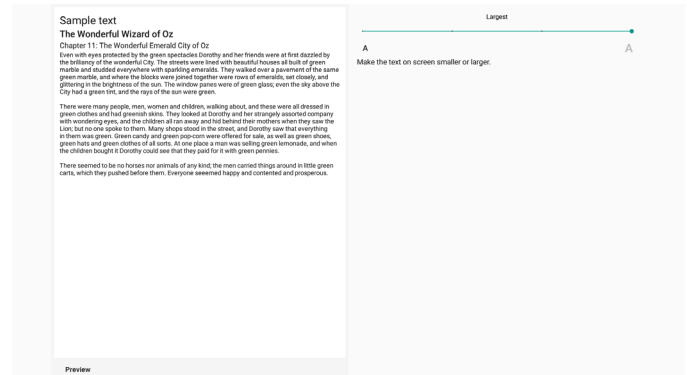 Sample text
The Wonderful Wizard of Oz
Chapter 11: The Wonderful Emerald City of Oz
Even with eyes protected by the green spectacles Dorothy and her friends were at first dazzled by
the brilliancy of the wonderful City. The streets were lined with beautiful houses all built of green
marble and studded everywhere with sparkling emeralds. They walked over a pavement of the same
green marble, and where the blocks were joined together were rows of emeralds, set closely, and
glittering in the brightness of the sun. The window panes were of green glass; even the sky above the
City had a green tint, and the rays of the sun were green.
There were many people, men, women and children, walking about, and these were all dressed in
green clothes and had greenish skins. They looked at Dorothy and her strangely assorted company
with wondering eyes, and the children all ran away and hid behind their mothers when they saw the
Lion; but no one spoke to them. Many shops stood in the street, and Dorothy saw that everything
in them was green. Green candy and green pop-corn were offered for sale, as well as green shoes,
green hats and green clothes of all sorts. At one place a man was selling green lemonade, and when
the children bought it Dorothy could see that they paid for it with green pennies.
There seemed to be no horses nor animals of any kind; the men carried things around in little green
carts, which they pushed before them. Everyone seeemed happy and contented and prosperous.
Preview
Largest
A A
Make the text on screen smaller or larger.